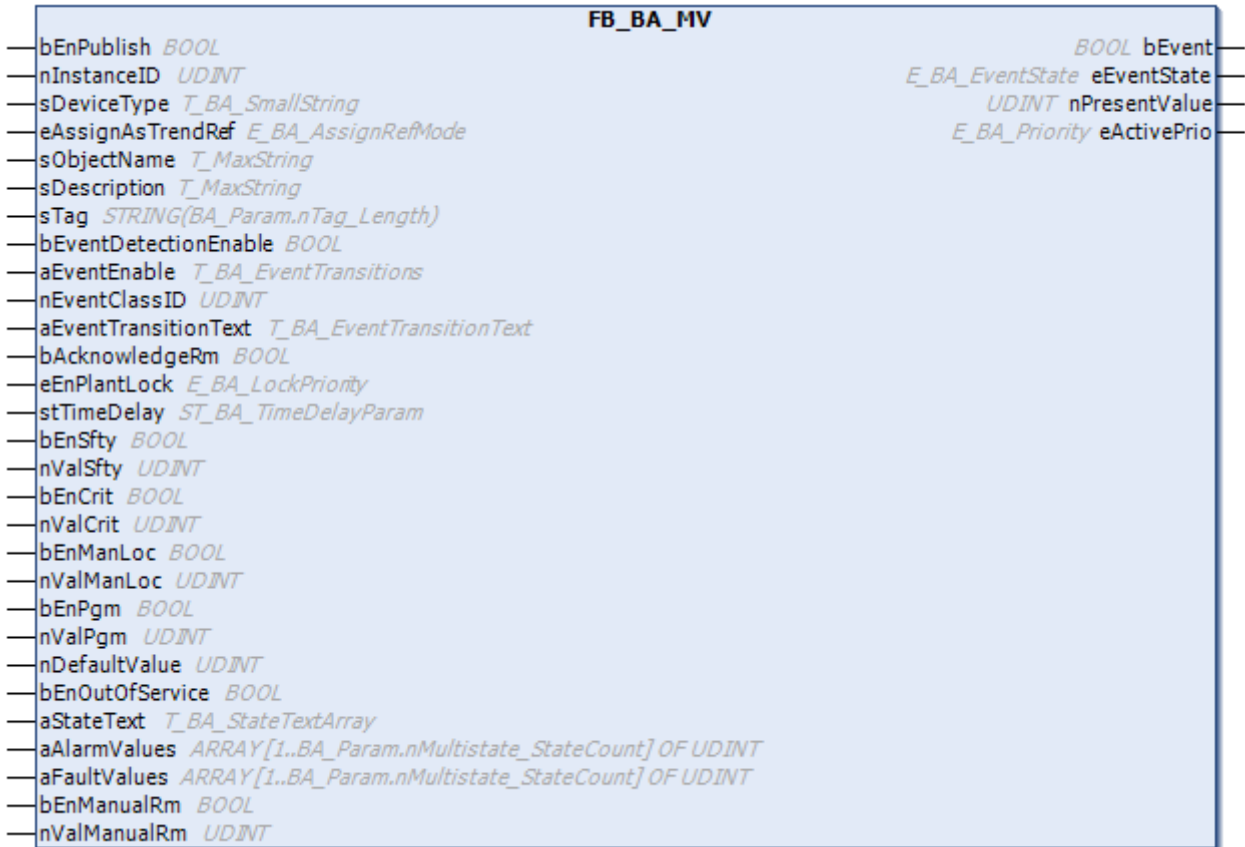 FB_BA_MV
bEnPublish BOOL BOOL bEvent
nInstanceID UDINT E_BA_EventState eEventState
sDeviceType T_BA_SmallString UDINT nPresentValue
eAssignAsTrendRef E_BA_AssignRefMode E_BA_Priority eActivePrio
sObjectName T_MaxString
sDescription T_MaxString
sTag STRING(BA_Param.nTag_Length)
bEventDetectionEnable BOOL
aEventEnable T_BA_EventTransitions
nEventClassID UDINT
aEventTransitionText T_BA_EventTransitionText
bAcknowledgeRm BOOL
eEnPlantLock E_BA_LockPriority
stTimeDelay ST_BA_TimeDelayParam
bEnSfty BOOL
nValSfty UDINT
bEnCrit BOOL
nValCrit UDINT
bEnManLoc BOOL
nValManLoc UDINT
bEnPgm BOOL
nValPgm UDINT
nDefaultValue UDINT
bEnOutOfService BOOL
aStateText T_BA_StateTextArray
aAlarmValues ARRAY [1..BA_Param.nMultistate_StateCount] OF UDINT
aFaultValues ARRAY [1..BA_Param.nMultistate_StateCount] OF UDINT
bEnManualRm BOOL
nValManualRm UDINT